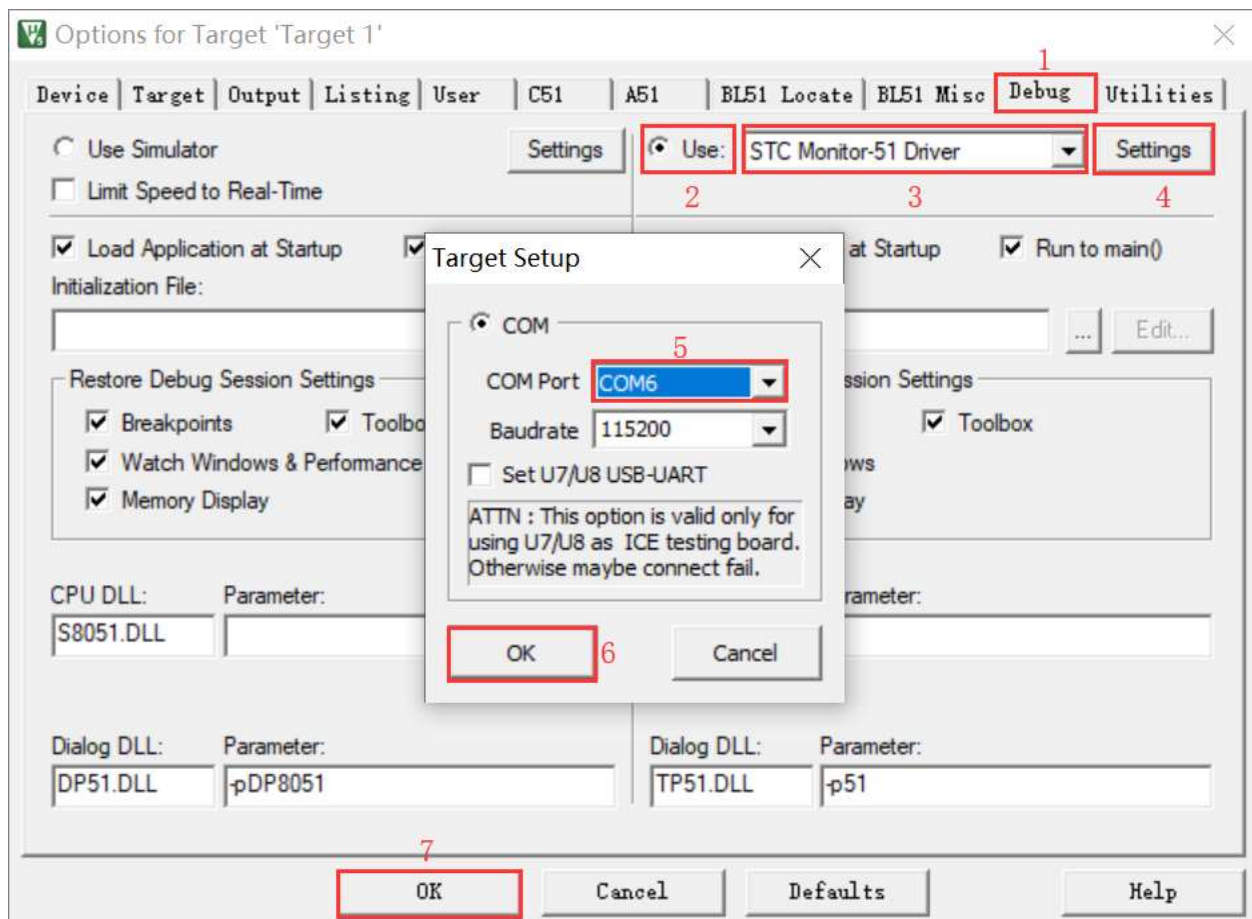 Options for Target 'Target 1'
1
Device Target Output Listing User C51 A51 BL51 Locate BL51 Misc Debug Utilities
Use Simulator Settings Use: STC Monitor-51 Driver Settings
2 3 4
Limit Speed to Real-Time
Load Application at Startup at Startup Run to main()
Initialization File:
... Edit...
Restore Debug Session Settings ssion Settings
Breakpoints Toolbo Toolbox
Watch Windows & Performance ows
Memory Display ay
CPU DLL: Parameter: rameter:
S8051.DLL
Dialog DLL: Parameter: Dialog DLL: Parameter:
DP51.DLL -pDP8051 TP51.DLL -p51
Target Setup
COM
5
COM Port COM6
Baudrate 115200
Set U7/U8 USB-UART
ATTN : This option is valid only for
using U7/U8 as ICE testing board.
Otherwise maybe connect fail.
OK 6 Cancel
7
OK Cancel Defaults Help